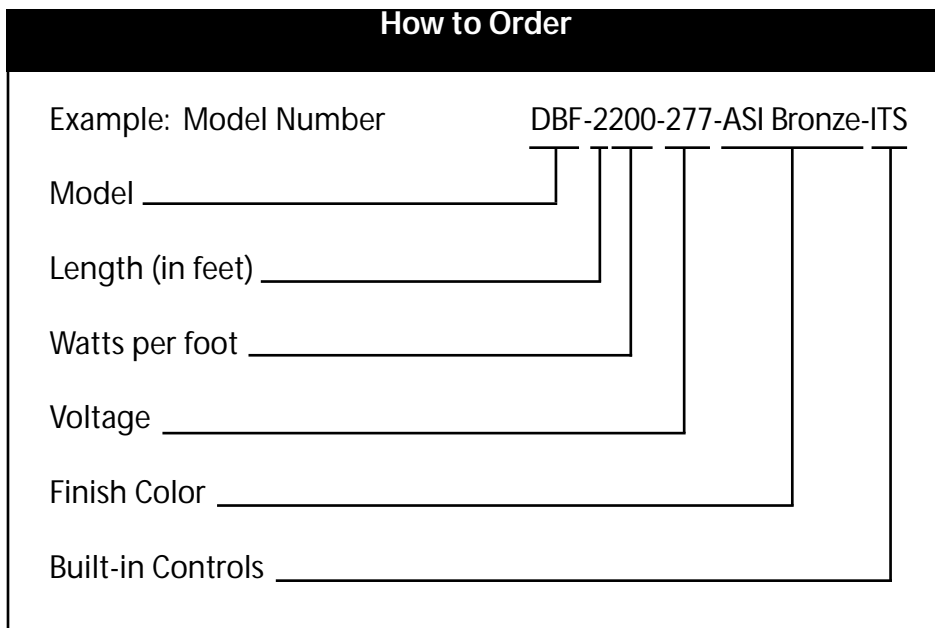 How to Order
Example: Model Number DBF-2200-277-ASI Bronze-ITS
Model
Length (in feet)
Watts per foot
Voltage
Finish Color
Built-in Controls